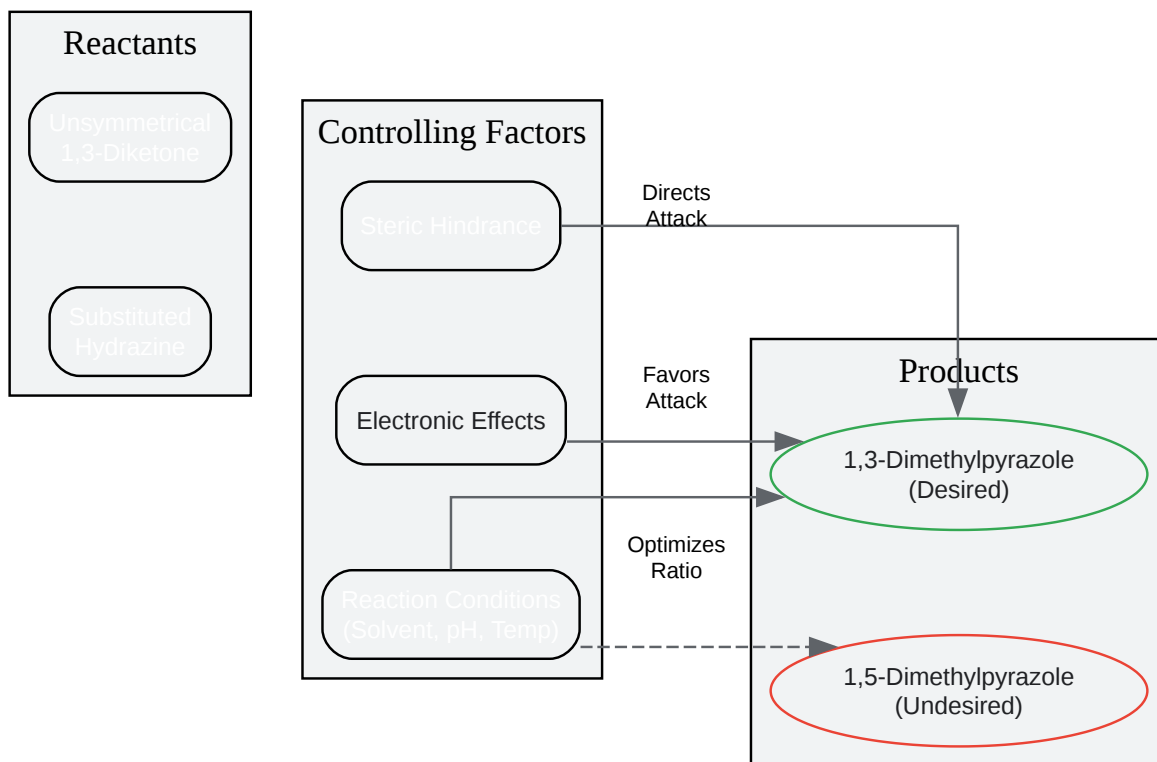 Reactants
Unsymmetrical
1,3-Diketone
Substituted
Hydrazine
Controlling Factors
Steric Hindrance
Electronic Effects
Reaction Conditions
(Solvent, pH, Temp)
Directs
Attack
Favors
Attack
Optimizes
Ratio
Products
1,3-Dimethylpyrazole
(Desired)
1,5-Dimethylpyrazole
(Undesired)